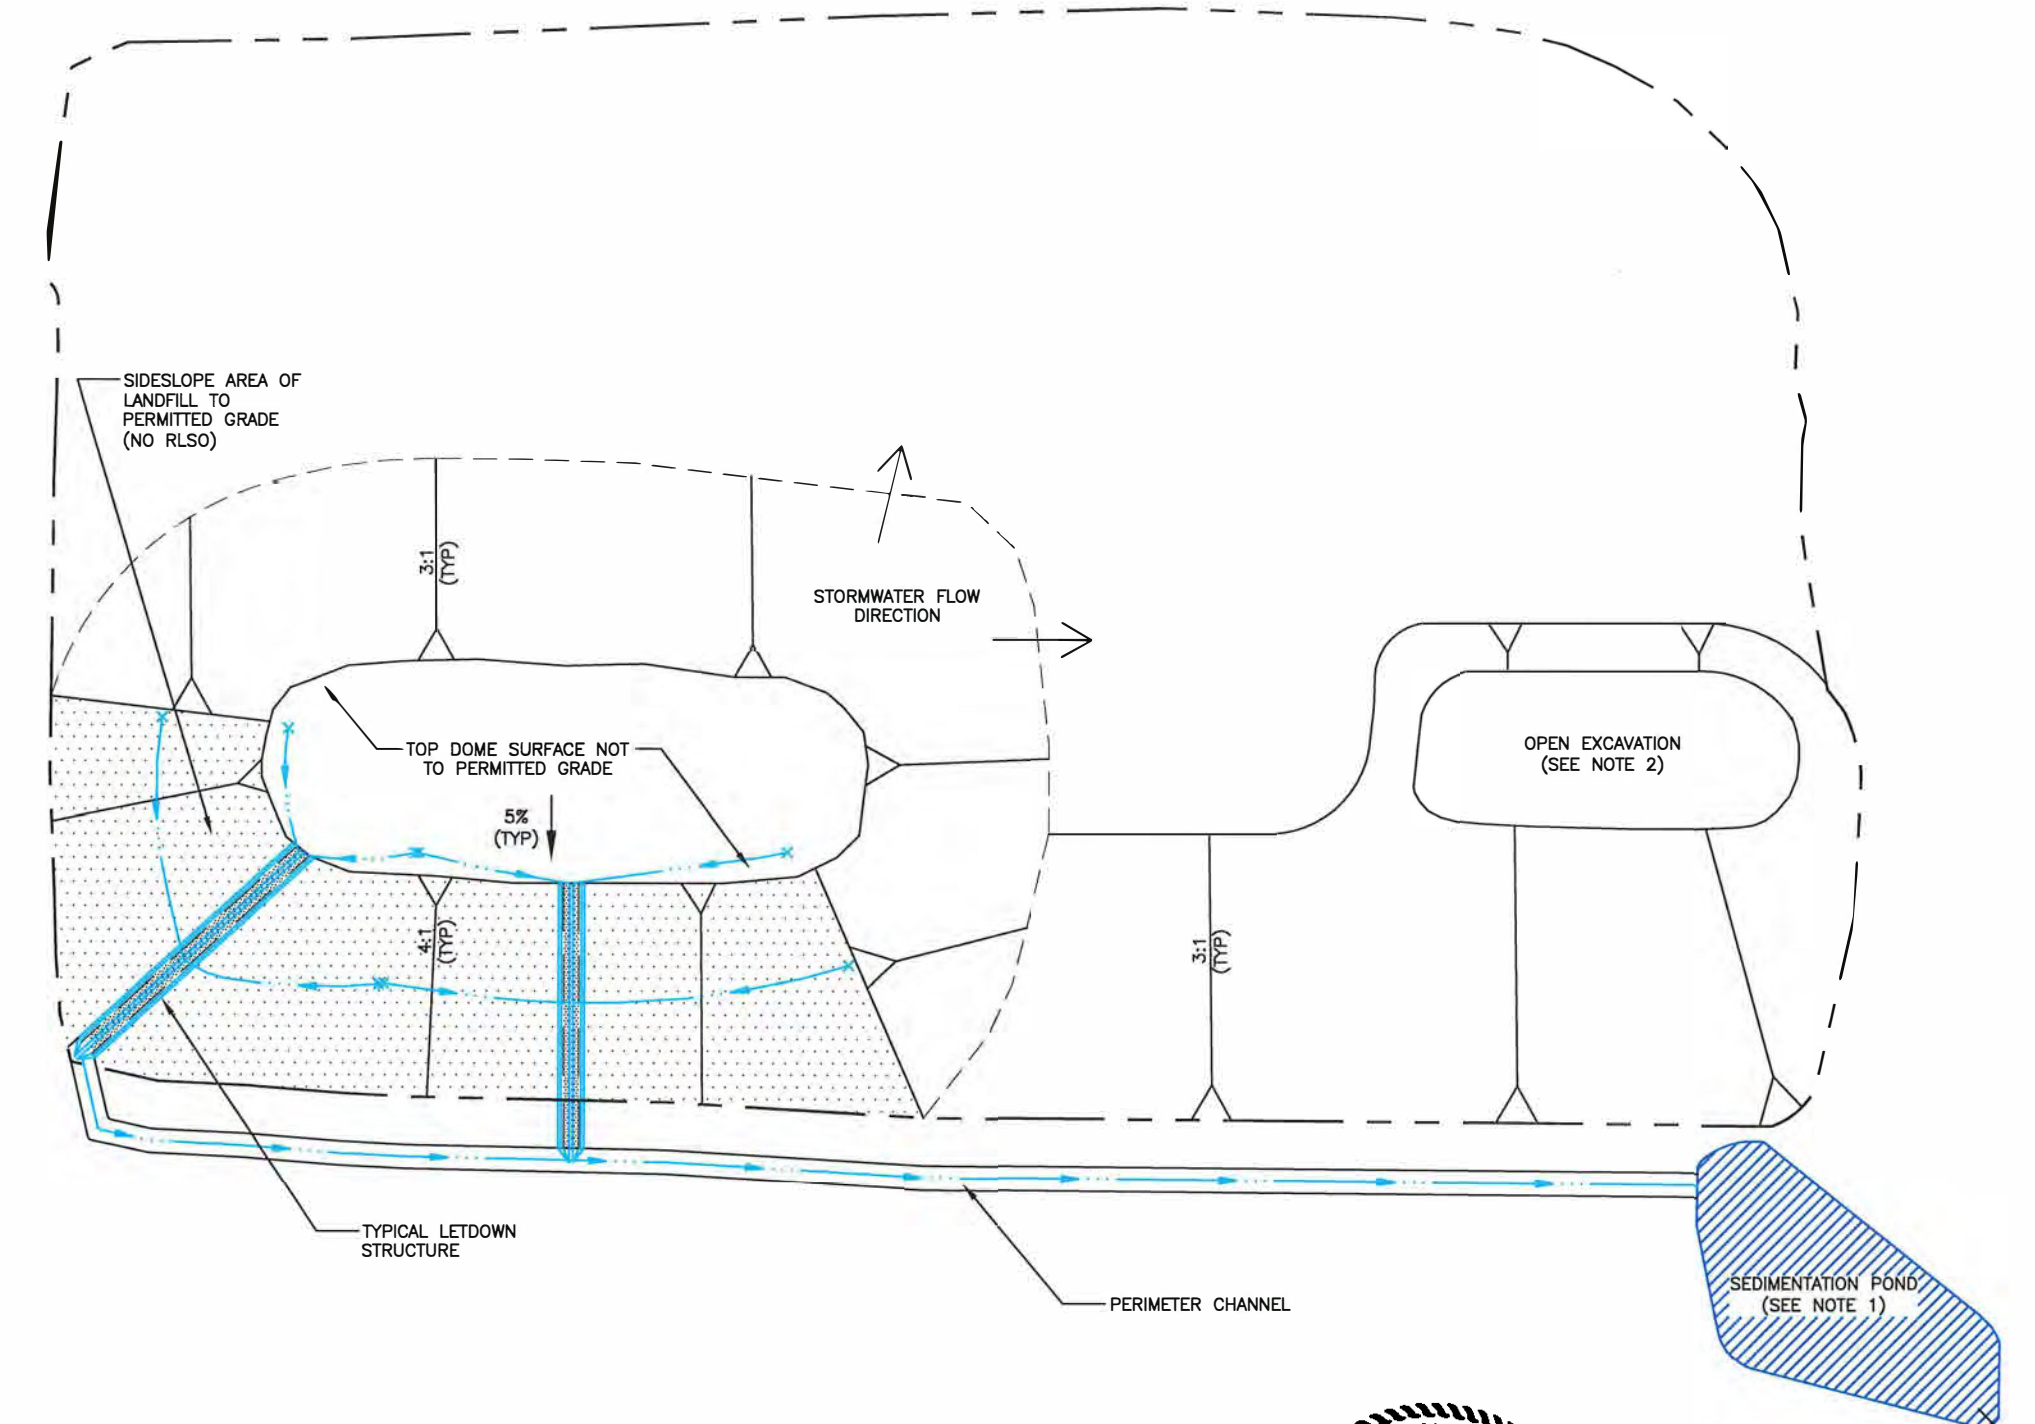 SIDESLOPE AREA OF
LANDFILL TO
PERMITTED GRADE
(NO RLSO)
3:1
(TYP)
STORMWATER FLOW
DIRECTION
TOP DOME SURFACE NOT
TO PERMITTED GRADE
OPEN EXCAVATION
(SEE NOTE 2)
5%
(TYP)
4:1
(TYP)
3:1
(TYP)
TYPICAL LETDOWN
STRUCTURE
PERIMETER CHANNEL
SEDIMENTATION POND
(SEE NOTE 1)